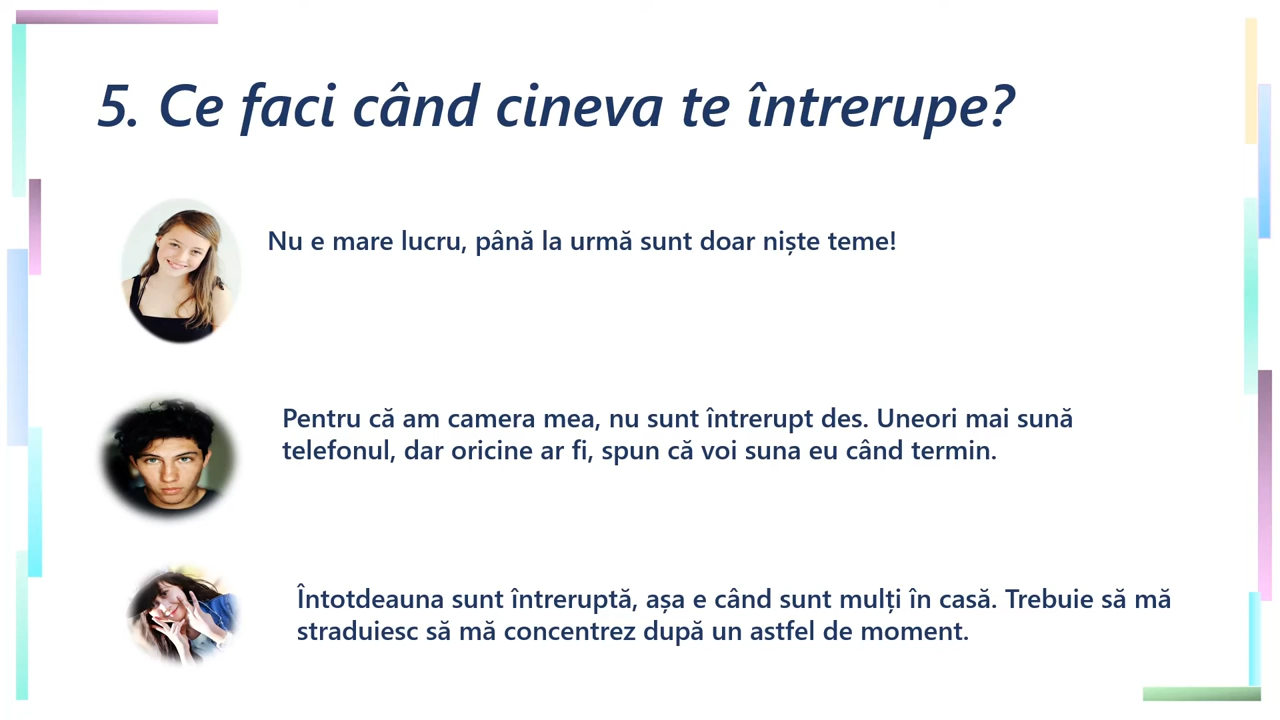 5. Ce faci când cineva te întrerupe?
Nu e mare lucru, până la urmă sunt doar niște teme!
Pentru că am camera mea, nu sunt întrerupt des. Uneori mai sună
telefonul, dar oricine ar fi, spun că voi suna eu când termin.
Întotdeauna sunt întreruptă, așa e când sunt mulți în casă. Trebuie să mă
straduiesc să mă concentrez după un astfel de moment.